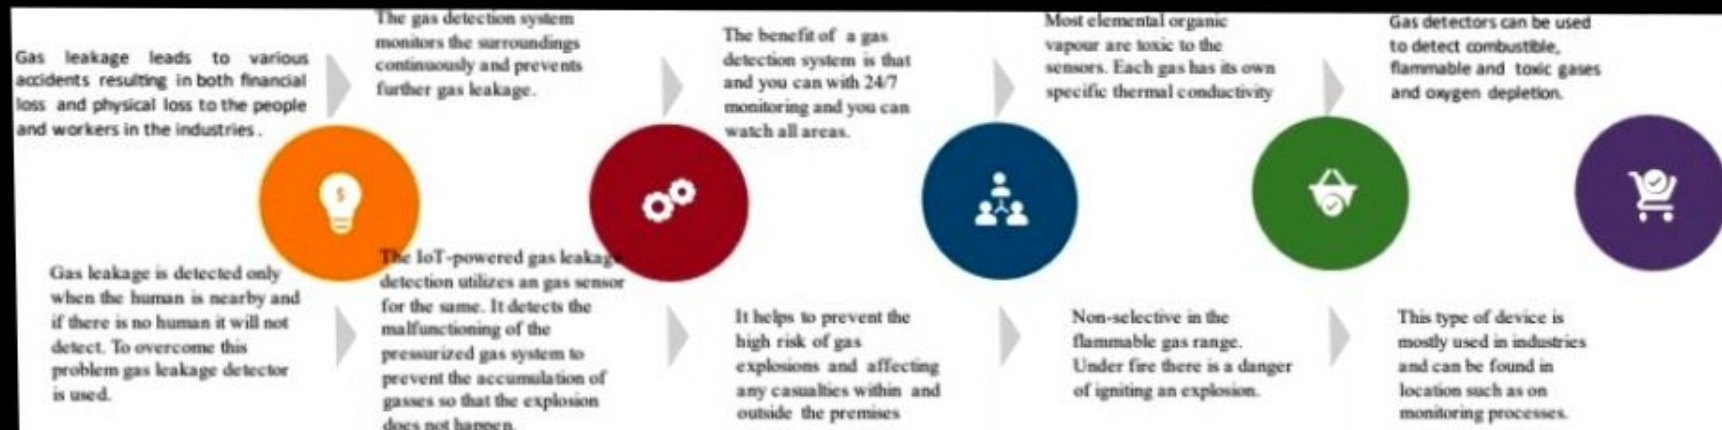 Gas leakage leads to various
accidents resulting in both financial
loss and physical loss to the people
and workers in the industries.
The gas detection system
monitors the surroundings
continuously and prevents
further gas leakage.
The benefit of a gas
detection system is that
and you can with 24/7
monitoring and you can
watch all areas.
Most elemental organic
vapour are toxic to the
sensors. Each gas has its own
specific thermal conductivity
Gas detectors can be used
to detect combustible,
flammable and toxic gases
and oxygen depletion.
$
Gas leakage is detected only
when the human is nearby and
if there is no human it will not
detect. To overcome this
problem gas leakage detector
is used.
The IoT-powered gas leakage
detection utilizes an gas sensor
for the same. It detects the
malfunctioning of the
pressurized gas system to
prevent the accumulation of
gasses so that the explosion
does not happen.
It helps to prevent the
high risk of gas
explosions and affecting
any casualties within and
outside the premises
Non-selective in the
flammable gas range.
Under fire there is a danger
of igniting an explosion.
This type of device is
mostly used in industries
and can be found in
location such as on
monitoring processes.